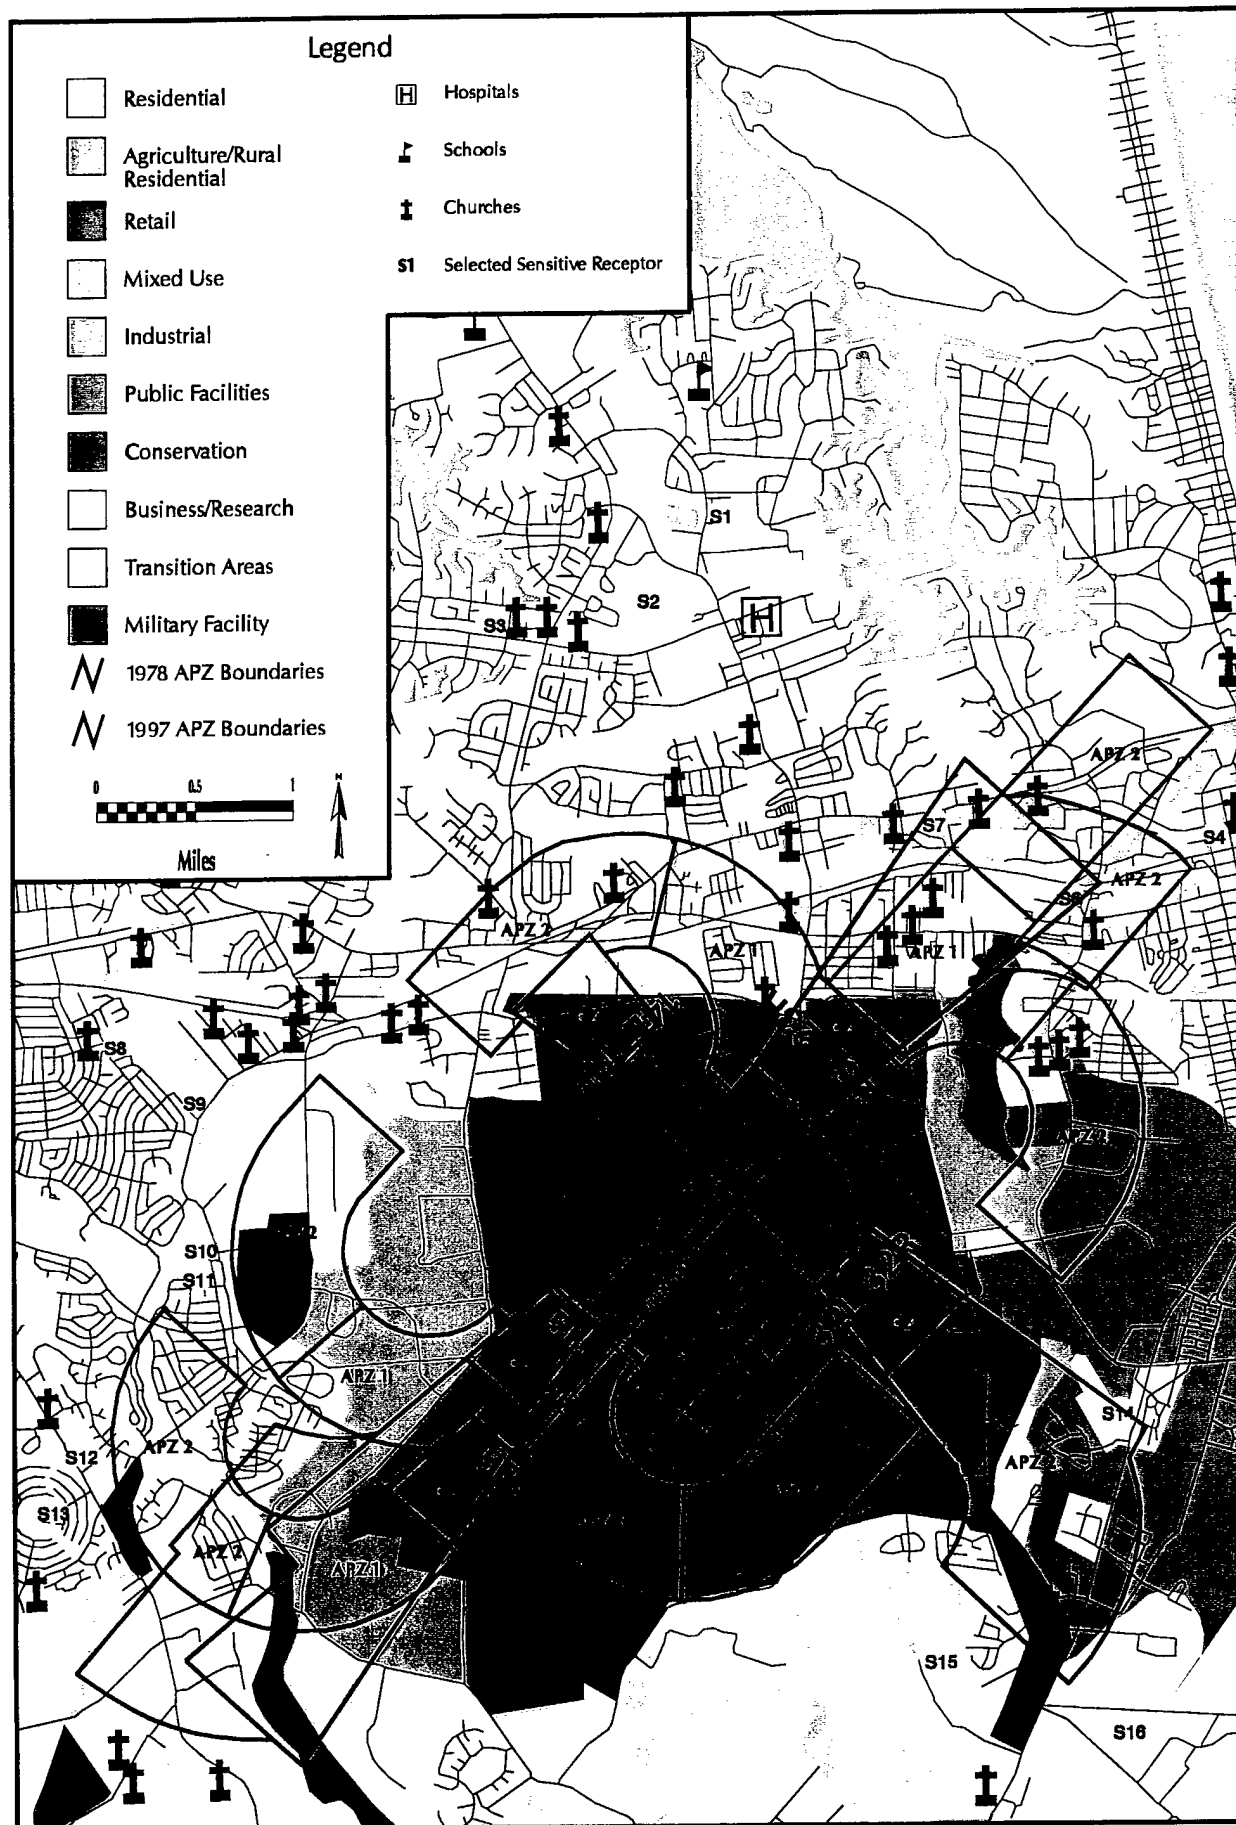 Legend
Residential
Agriculture/Rural
Residential
Retail
Mixed Use
Industrial
Public Facilities
Conservation
Business/Research
Transition Areas
Military Facility
1978 APZ Boundaries
1997 APZ Boundaries
H Hospitals
Schools
Churches
S1 Selected Sensitive Receptor
0 0.5 1
Miles
N
S1
S2
H
S3
APZ 2
S7
S4
APZ 2
APZ 2
APZ 1
APZ 1
S8
S9
S10
S11
APZ 1
S14
S12
APZ 2
S13
APZ 2
APZ 1
S15
S16